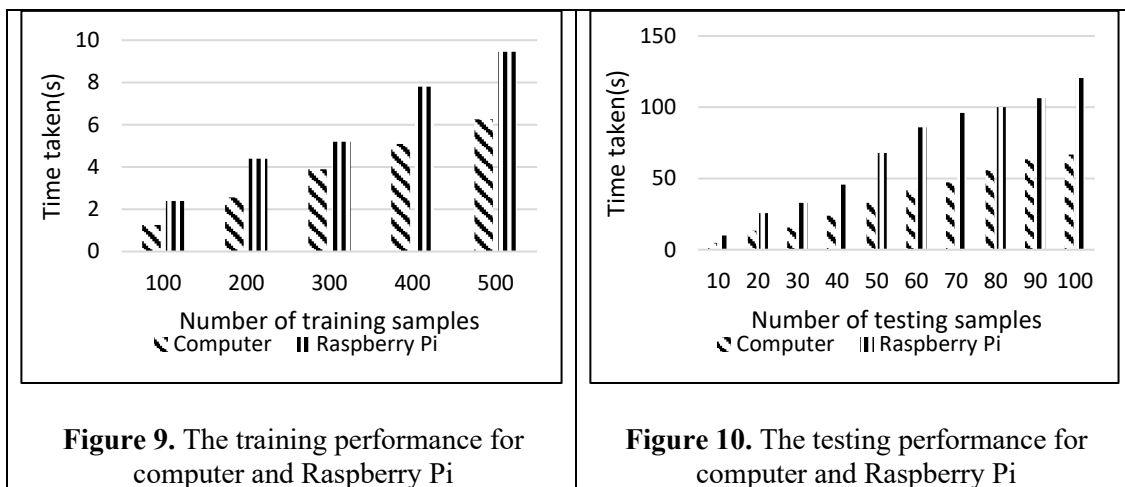 10
8
6
4
2
0
Time taken(s)
100 200 300 400 500
Number of training samples
Computer Raspberry Pi
Figure 9. The training performance for
computer and Raspberry Pi
150
100
50
0
Time taken(s)
10 20 30 40 50 60 70 80 90 100
Number of testing samples
Computer Raspberry Pi
Figure 10. The testing performance for
computer and Raspberry Pi